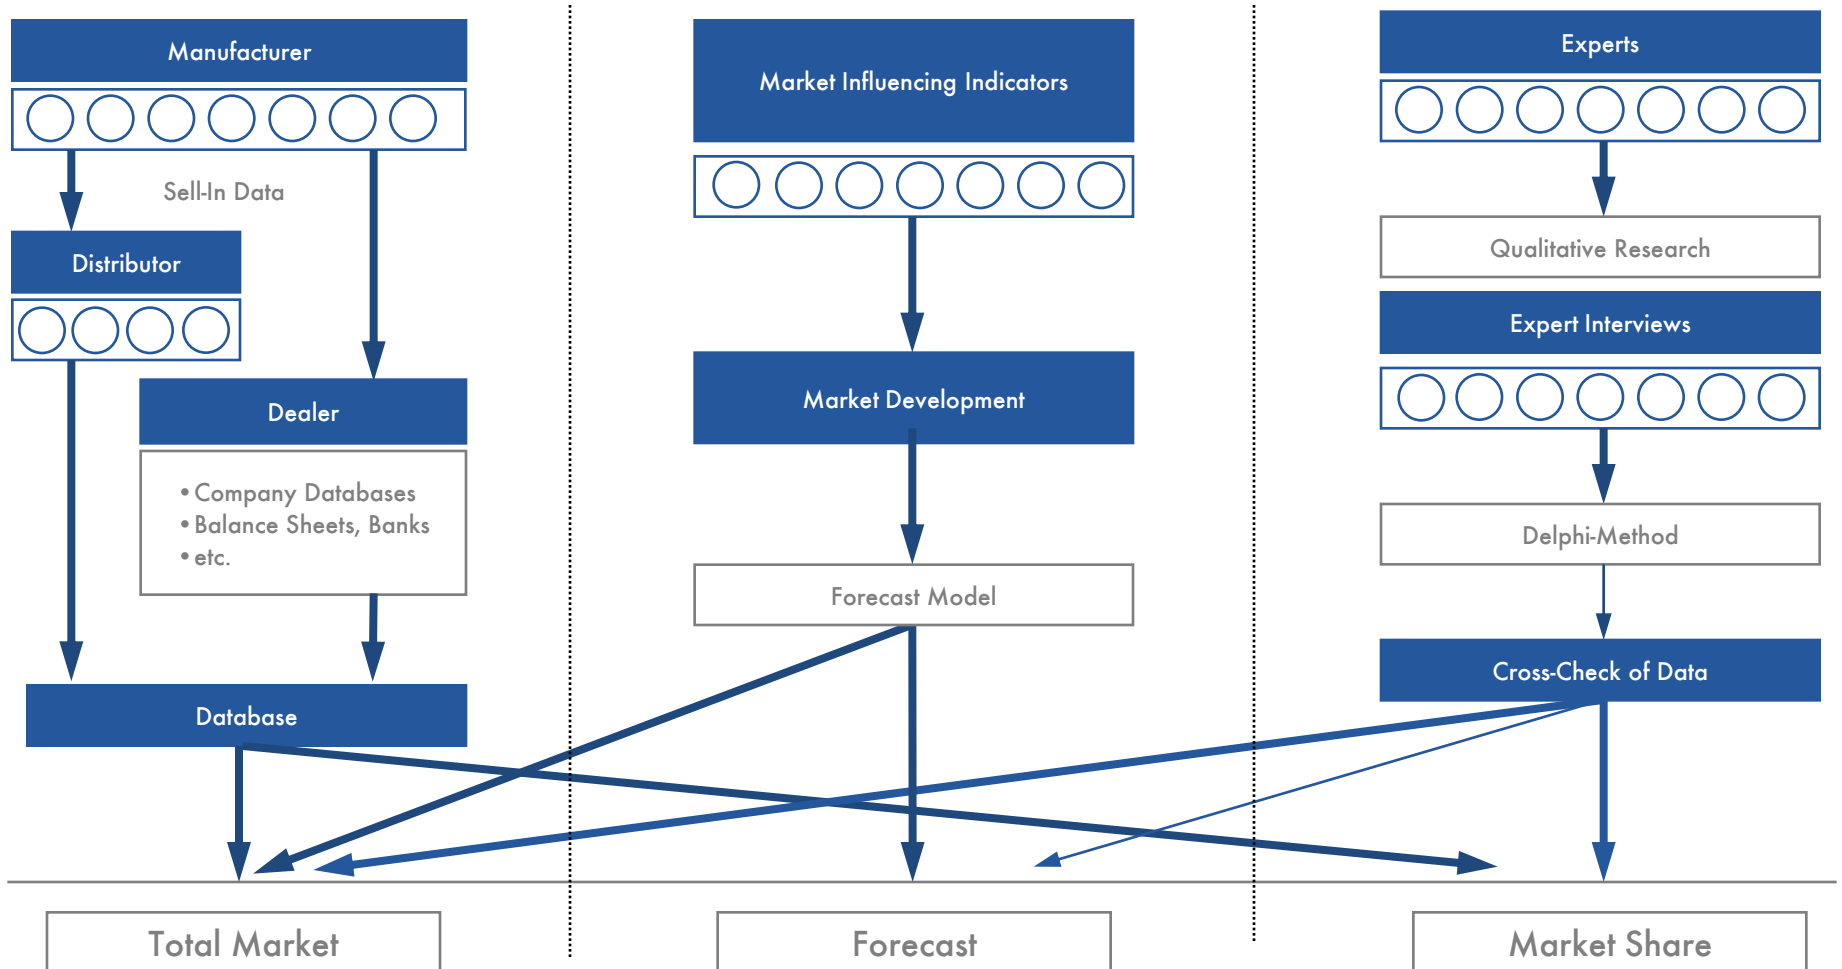 Manufacturer
Sell-In Data
Distributor
Dealer
• Company Databases
• Balance Sheets, Banks
• etc.
Database
Total Market
Market Influencing Indicators
Market Development
Forecast Model
Forecast
Experts
Qualitative Research
Expert Interviews
Delphi-Method
Cross-Check of Data
Market Share